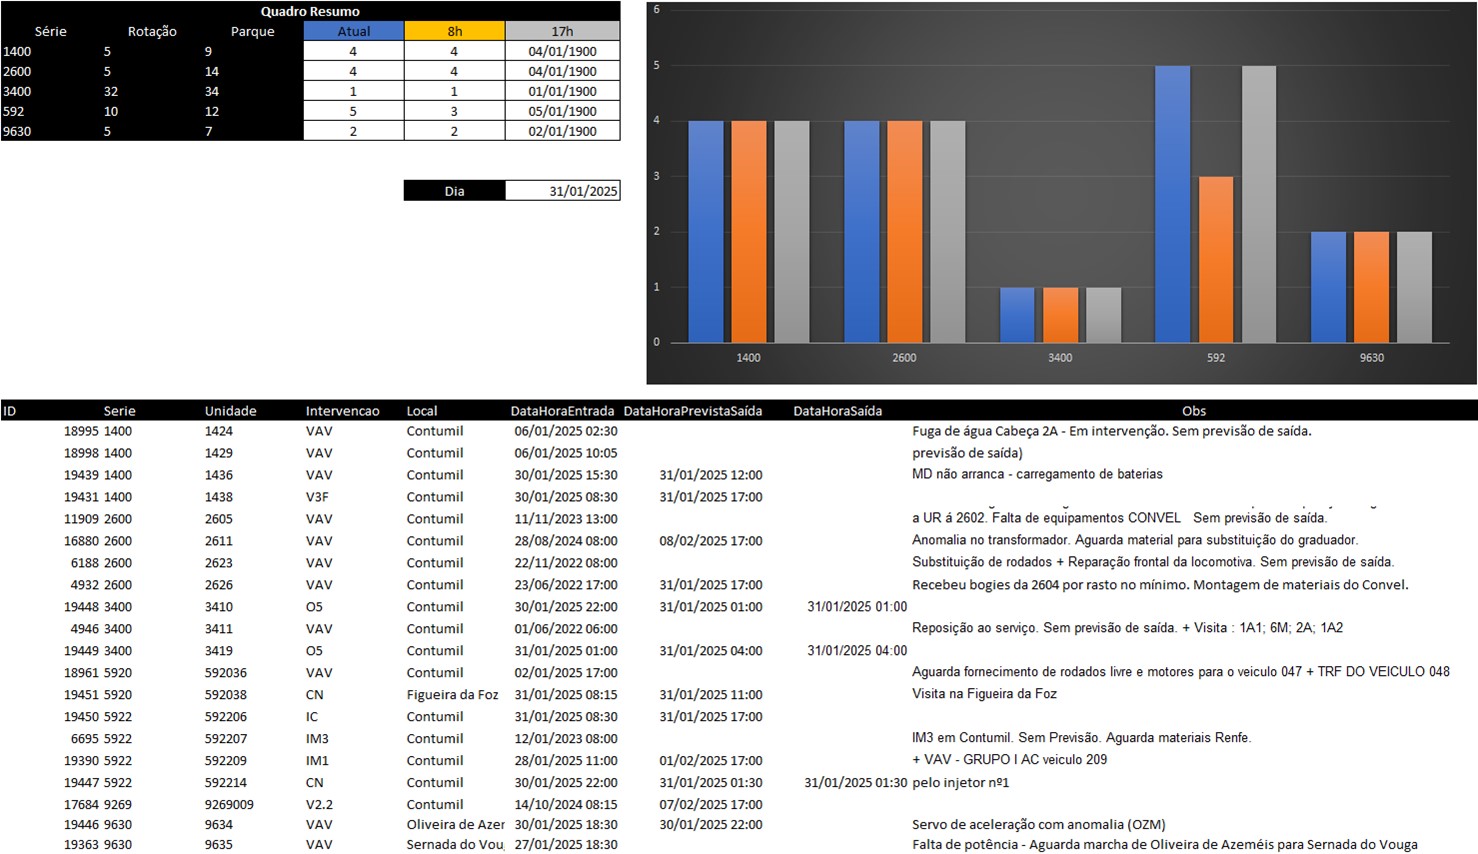 Quadro Resumo
Série Rotação Parque Atual 8h 17h
1400 5 9 4 4 04/01/1900
2600 5 14 4 4 04/01/1900
3400 32 34 1 1 01/01/1900
592 10 12 5 3 05/01/1900
9630 5 7 2 2 02/01/1900
Dia 31/01/2025
6
5
4
3
2
1
0
1400 2600 3400 592 9630
ID Serie Unidade Intervencao Local DataHoraEntrada DataHoraPrevistaSaída DataHoraSaída Obs
18995 1400 1424 VAV Contumil 06/01/2025 02:30 Fuga de água Cabeça 2A - Em intervenção. Sem previsão de saída.
18998 1400 1429 VAV Contumil 06/01/2025 10:05 previsão de saída)
19439 1400 1436 VAV Contumil 30/01/2025 15:30 31/01/2025 12:00 MD não arranca - carregamento de baterias
19431 1400 1438 V3F Contumil 30/01/2025 08:30 31/01/2025 17:00
11909 2600 2605 VAV Contumil 11/11/2023 13:00 a UR á 2602. Falta de equipamentos CONVEL Sem previsão de saída.
16880 2600 2611 VAV Contumil 28/08/2024 08:00 08/02/2025 17:00 Anomalia no transformador. Aguarda material para substituição do graduador.
6188 2600 2623 VAV Contumil 22/11/2022 08:00 Substituição de rodados + Reparação frontal da locomotiva. Sem previsão de saída.
4932 2600 2626 VAV Contumil 23/06/2022 17:00 31/01/2025 17:00 Recebeu bogies da 2604 por rasto no mínimo. Montagem de materiais do Convel.
19448 3400 3410 O5 Contumil 30/01/2025 22:00 31/01/2025 01:00 31/01/2025 01:00
4946 3400 3411 VAV Contumil 01/06/2022 06:00 Reposição ao serviço. Sem previsão de saída. + Visita : 1A1; 6M; 2A; 1A2
19449 3400 3419 O5 Contumil 31/01/2025 01:00 31/01/2025 04:00 31/01/2025 04:00
18961 5920 592036 VAV Contumil 02/01/2025 17:00 Aguarda fornecimento de rodados livre e motores para o veiculo 047 + TRF DO VEICULO 048
19451 5920 592038 CN Figueira da Foz 31/01/2025 08:15 31/01/2025 11:00 Visita na Figueira da Foz
19450 5922 592206 IC Contumil 31/01/2025 08:30 31/01/2025 17:00
6695 5922 592207 IM3 Contumil 12/01/2023 08:00 IM3 em Contumil. Sem Previsão. Aguarda materiais Renfe.
19390 5922 592209 IM1 Contumil 28/01/2025 11:00 01/02/2025 17:00 + VAV - GRUPO I AC veiculo 209
19447 5922 592214 CN Contumil 30/01/2025 22:00 31/01/2025 01:30 31/01/2025 01:30 pelo injetor nº1
17684 9269 9269009 V2.2 Contumil 14/10/2024 08:15 07/02/2025 17:00
19446 9630 9634 VAV Oliveira de Azer 30/01/2025 18:30 30/01/2025 22:00 Servo de aceleração com anomalia (OZM)
19363 9630 9635 VAV Sernada do Vou 27/01/2025 18:30 Falta de potência - Aguarda marcha de Oliveira de Azeméis para Sernada do Vouga